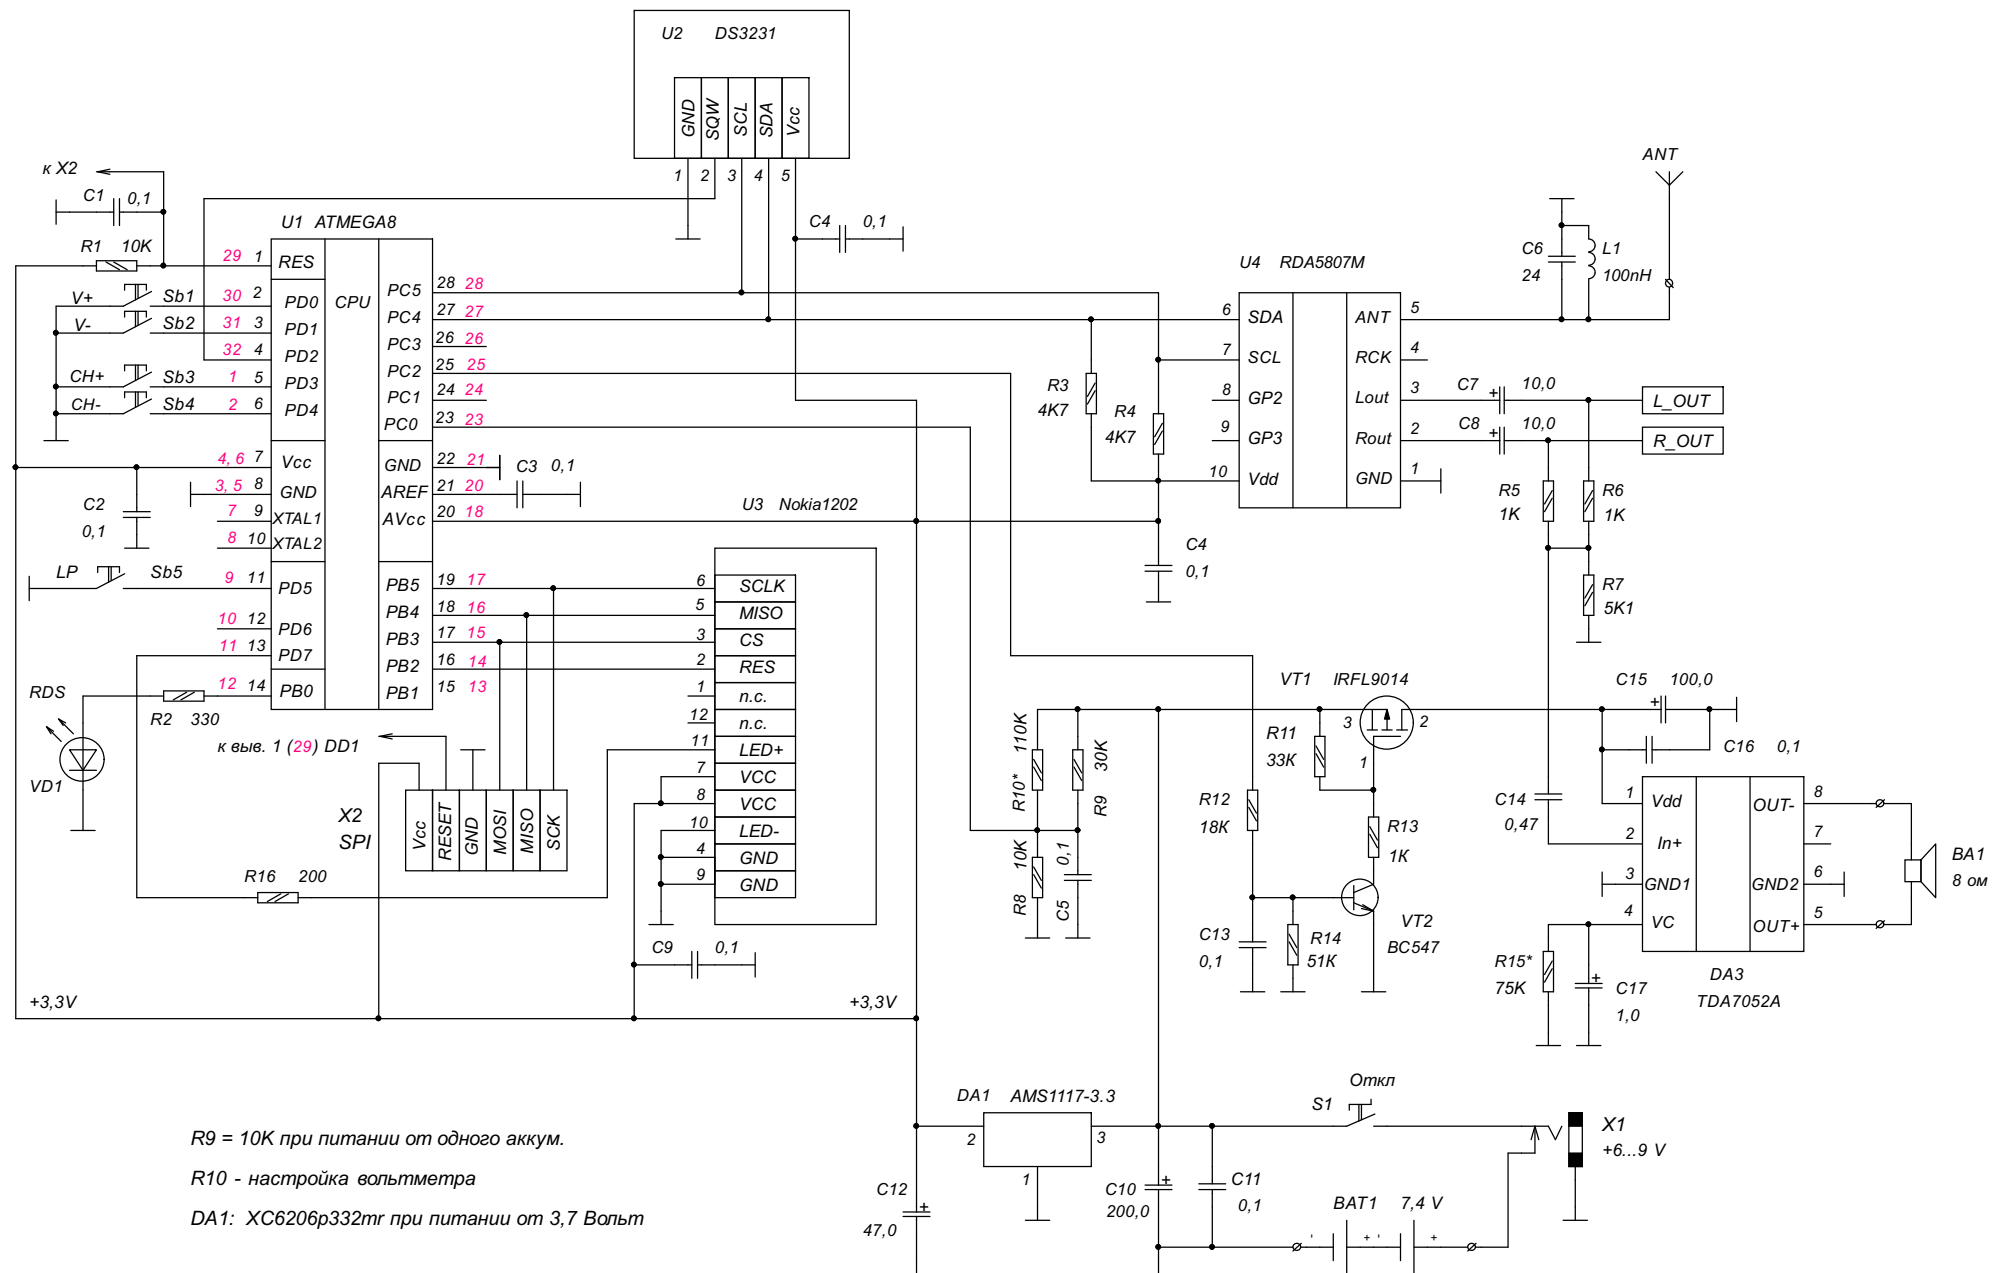 U2 DS3231
GND SQW SCL SDA Vcc
1 2 3 4 5
к X2
C1 0,1
R1 10K
U1 ATMEGA8
CPU
29 1 RES
V+ Sb1 30 2 PD0
V- Sb2 31 3 PD1
32 4 PD2
CH+ Sb3 1 5 PD3
CH- Sb4 2 6 PD4
4, 6 7 Vcc
3, 5 8 GND
7 9 XTAL1
8 10 XTAL2
C2
0,1
LP Sb5 9 11 PD5
10 12 PD6
11 13 PD7
12 14 PB0
PC5 28 28
PC4 27 27
PC3 26 26
PC2 25 25
PC1 24 24
PC0 23 23
GND 22 21
AREF 21 20
AVcc 20 18
PB5 19 17
PB4 18 16
PB3 17 15
PB2 16 14
PB1 15 13
C3 0,1
C4 0,1
RDS
R2 330
VD1
к выв. 1 (29) DD1
X2
SPI
Vcc RESET GND MOSI MISO SCK
R16 200
U3 Nokia1202
6 SCLK
5 MISO
3 CS
2 RES
1 n.c.
12 n.c.
11 LED+
7 VCC
8 VCC
10 LED-
4 GND
9 GND
C9 0,1
+3,3V
+3,3V
ANT
C6
24
L1
100nH
U4 RDA5807M
6 SDA
7 SCL
8 GP2
9 GP3
10 Vdd
ANT 5
RCK 4
Lout 3
Rout 2
GND 1
R3
4K7
R4
4K7
C4
0,1
C7 10,0
L_OUT
C8 10,0
R_OUT
R5
1K
R6
1K
R7
5K1
VT1 IRFL9014
3 2
1
R11
33K
R10* 110K
R9 30K
R8 10K
C5 0,1
R12
18K
R13
1K
C13
0,1
R14
51K
VT2
BC547
C15 100,0
C16 0,1
C14
0,47
1 Vdd
2 In+
3 GND1
4 VC
OUT- 8
7
GND2 6
OUT+ 5
DA3
TDA7052A
BA1
8 ом
R15*
75K
C17
1,0
+
DA1 AMS1117-3.3
2 3
1
S1 Откл
X1
+6...9 V
C12
47,0
+
C10
200,0
+
C11
0,1
BAT1 7,4 V
R9 = 10K при питании от одного аккум.
R10 - настройка вольтметра
DA1: XC6206p332mr при питании от 3,7 Вольт